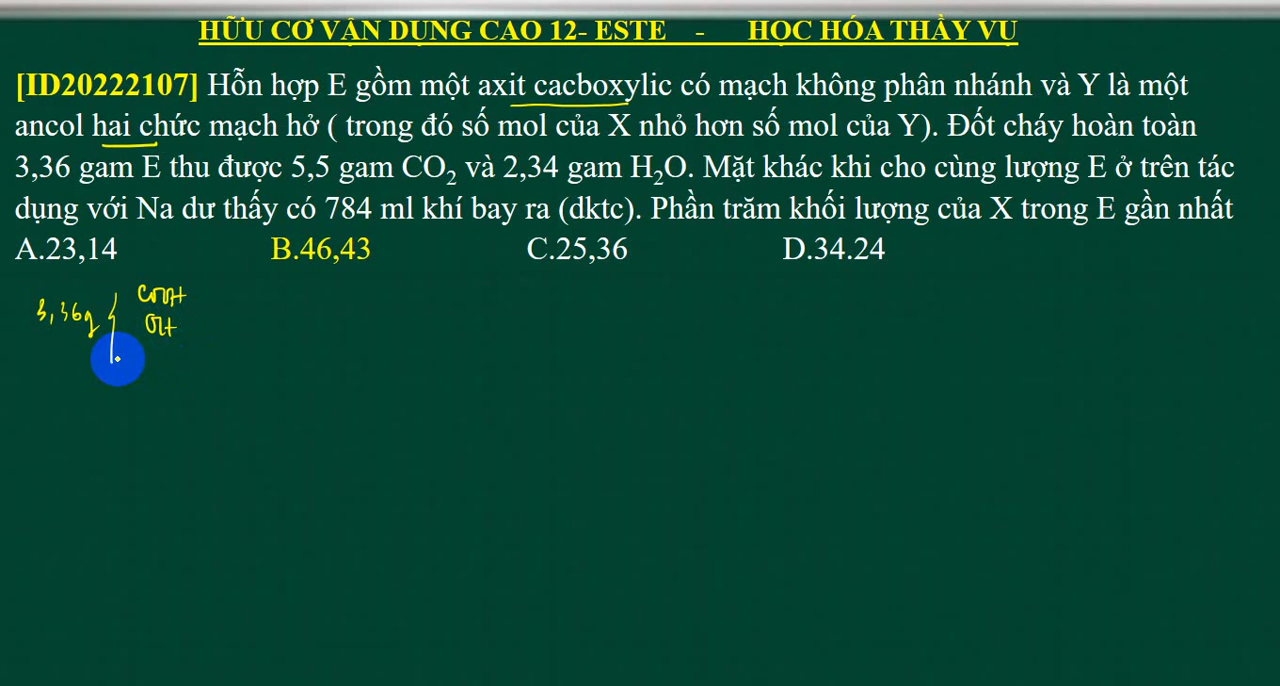 HỮU CƠ VẬN DỤNG CAO 12- ESTE - HỌC HÓA THẦY VỤ
[ID20222107] Hỗn hợp E gồm một axit cacboxylic có mạch không phân nhánh và Y là một
ancol hai chức mạch hở ( trong đó số mol của X nhỏ hơn số mol của Y). Đốt cháy hoàn toàn
3,36 gam E thu được 5,5 gam CO₂ và 2,34 gam H₂O. Mặt khác khi cho cùng lượng E ở trên tác
dụng với Na dư thấy có 784 ml khí bay ra (dktc). Phần trăm khối lượng của X trong E gần nhất
A.23,14 B.46,43 C.25,36 D.34.24
COOH
3,36g
OH